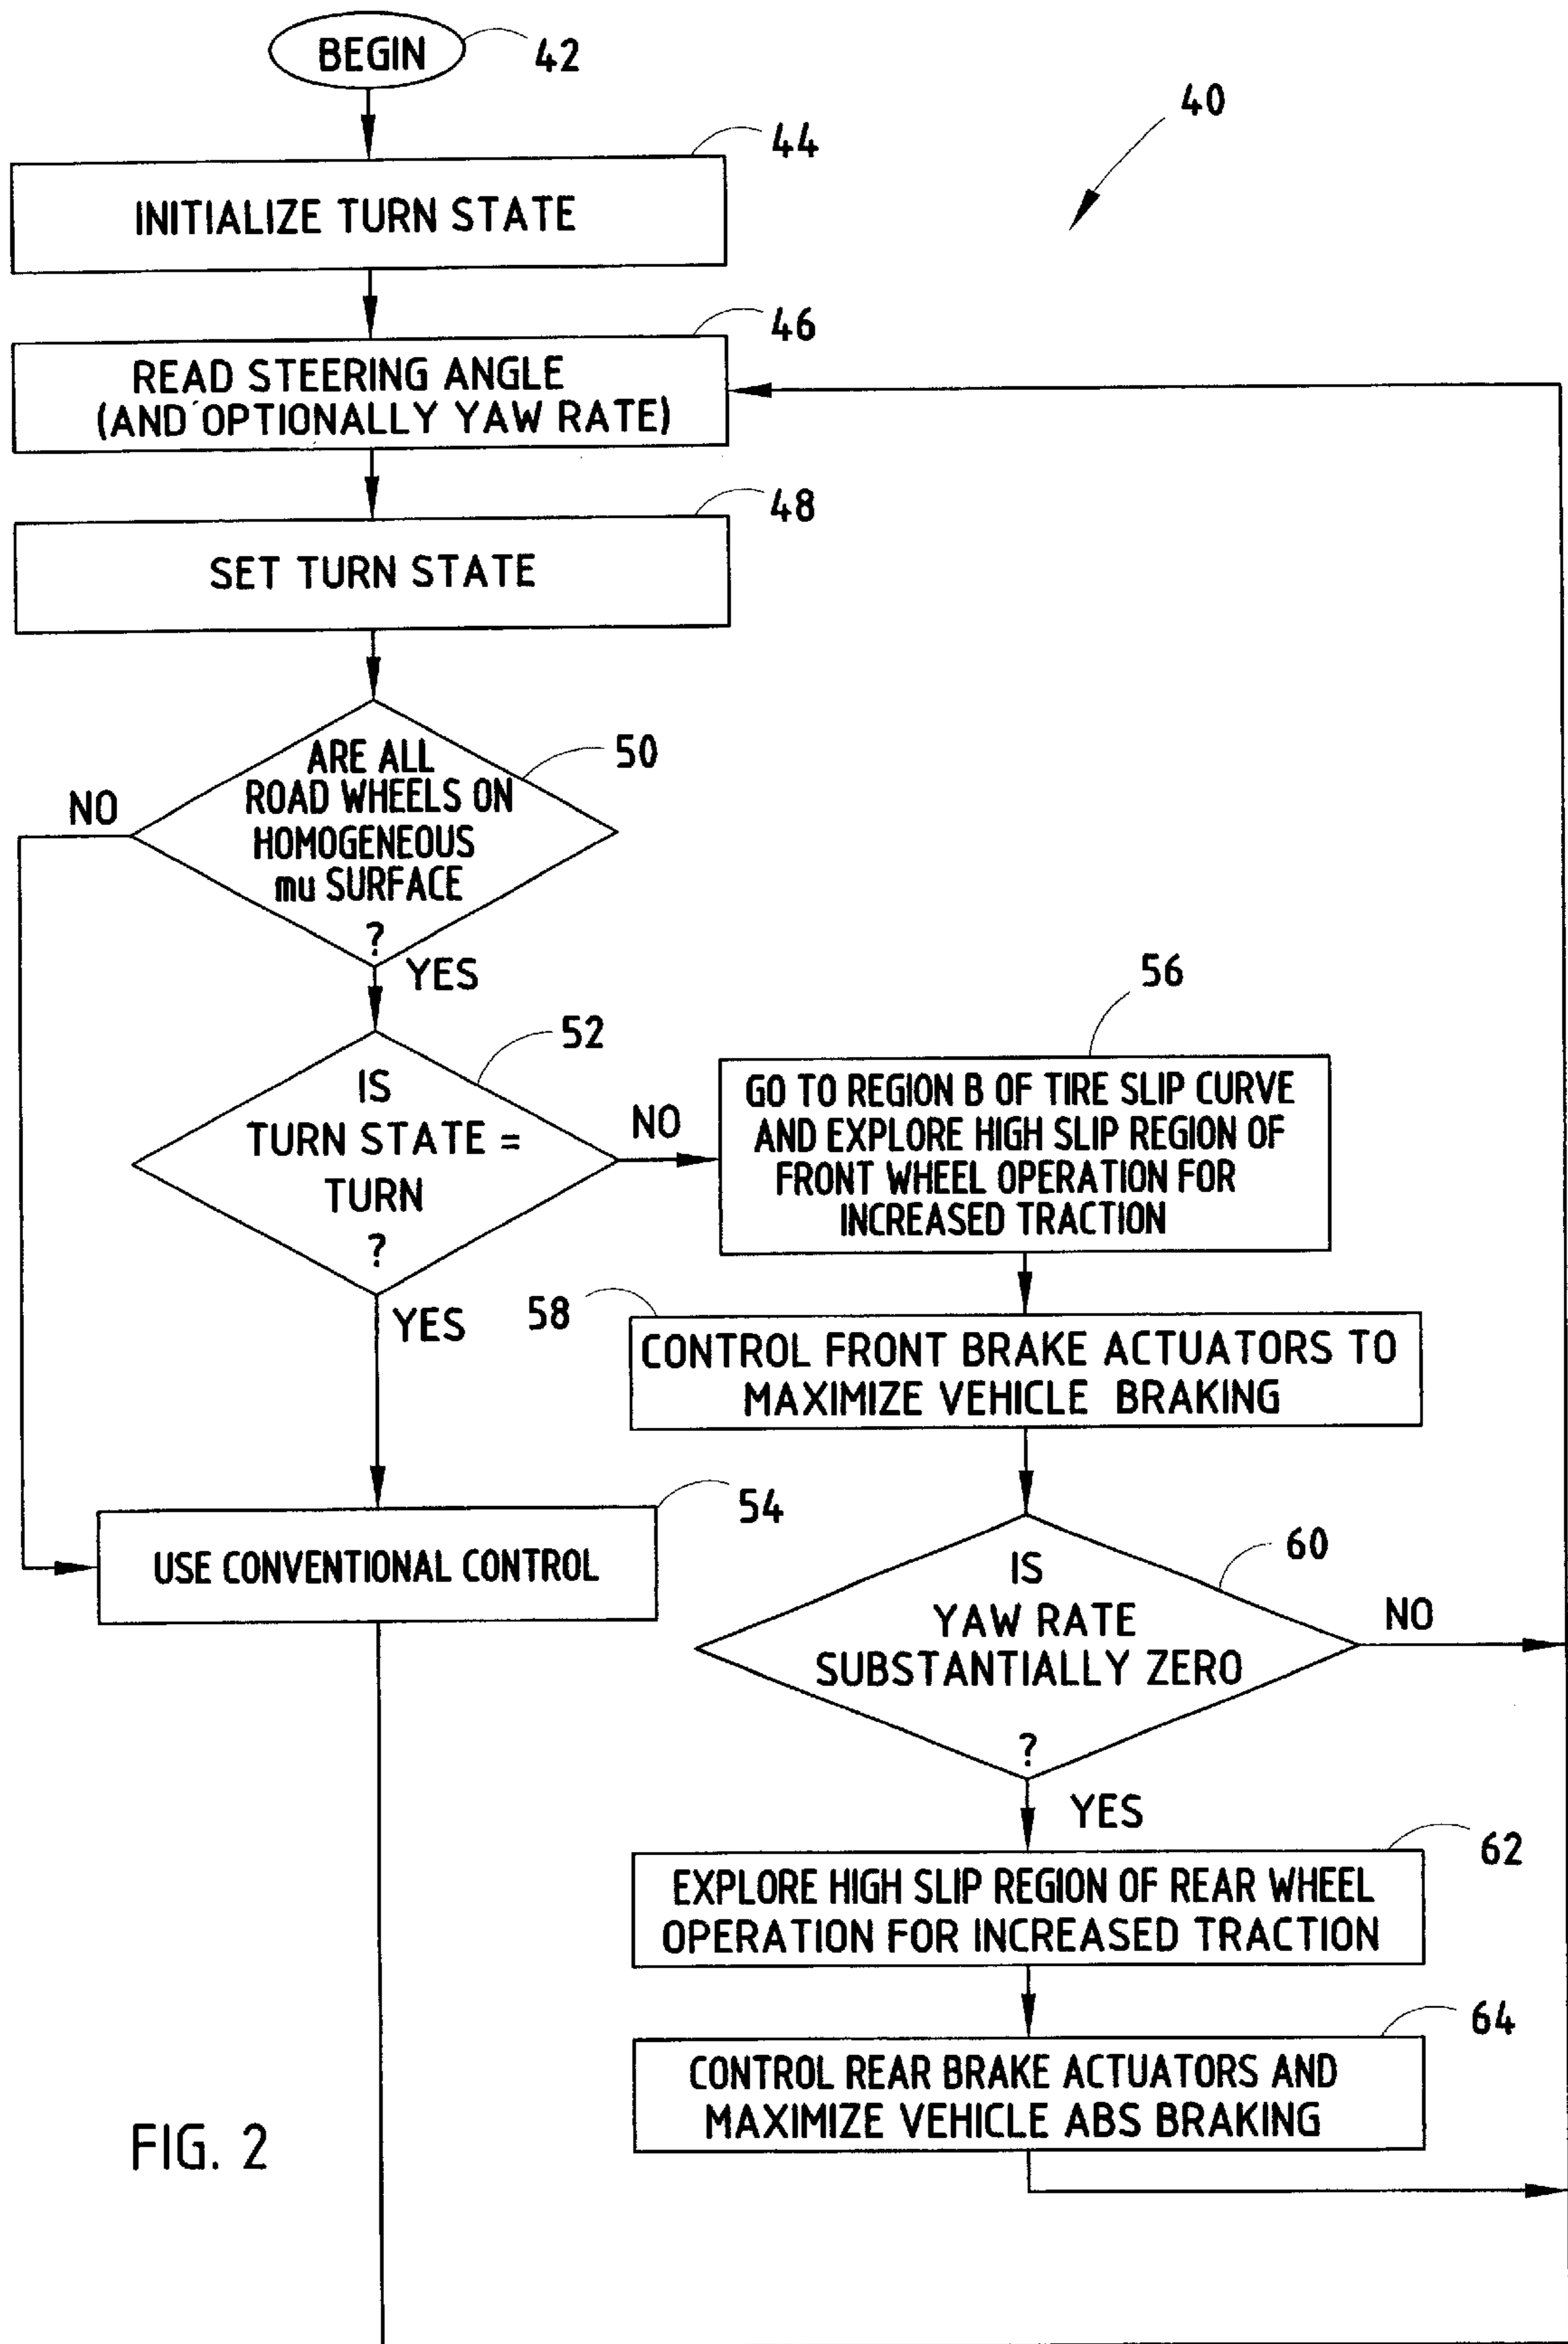 BEGIN
42
40
44
INITIALIZE TURN STATE
46
READ STEERING ANGLE
(AND OPTIONALLY YAW RATE)
48
SET TURN STATE
50
ARE ALL
ROAD WHEELS ON
HOMOGENEOUS
mu SURFACE
?
NO
YES
52
IS
TURN STATE =
TURN
?
NO
YES
56
GO TO REGION B OF TIRE SLIP CURVE
AND EXPLORE HIGH SLIP REGION OF
FRONT WHEEL OPERATION FOR
INCREASED TRACTION
58
CONTROL FRONT BRAKE ACTUATORS TO
MAXIMIZE VEHICLE BRAKING
54
USE CONVENTIONAL CONTROL
60
IS
YAW RATE
SUBSTANTIALLY ZERO
?
NO
YES
62
EXPLORE HIGH SLIP REGION OF REAR WHEEL
OPERATION FOR INCREASED TRACTION
64
CONTROL REAR BRAKE ACTUATORS AND
MAXIMIZE VEHICLE ABS BRAKING
FIG. 2